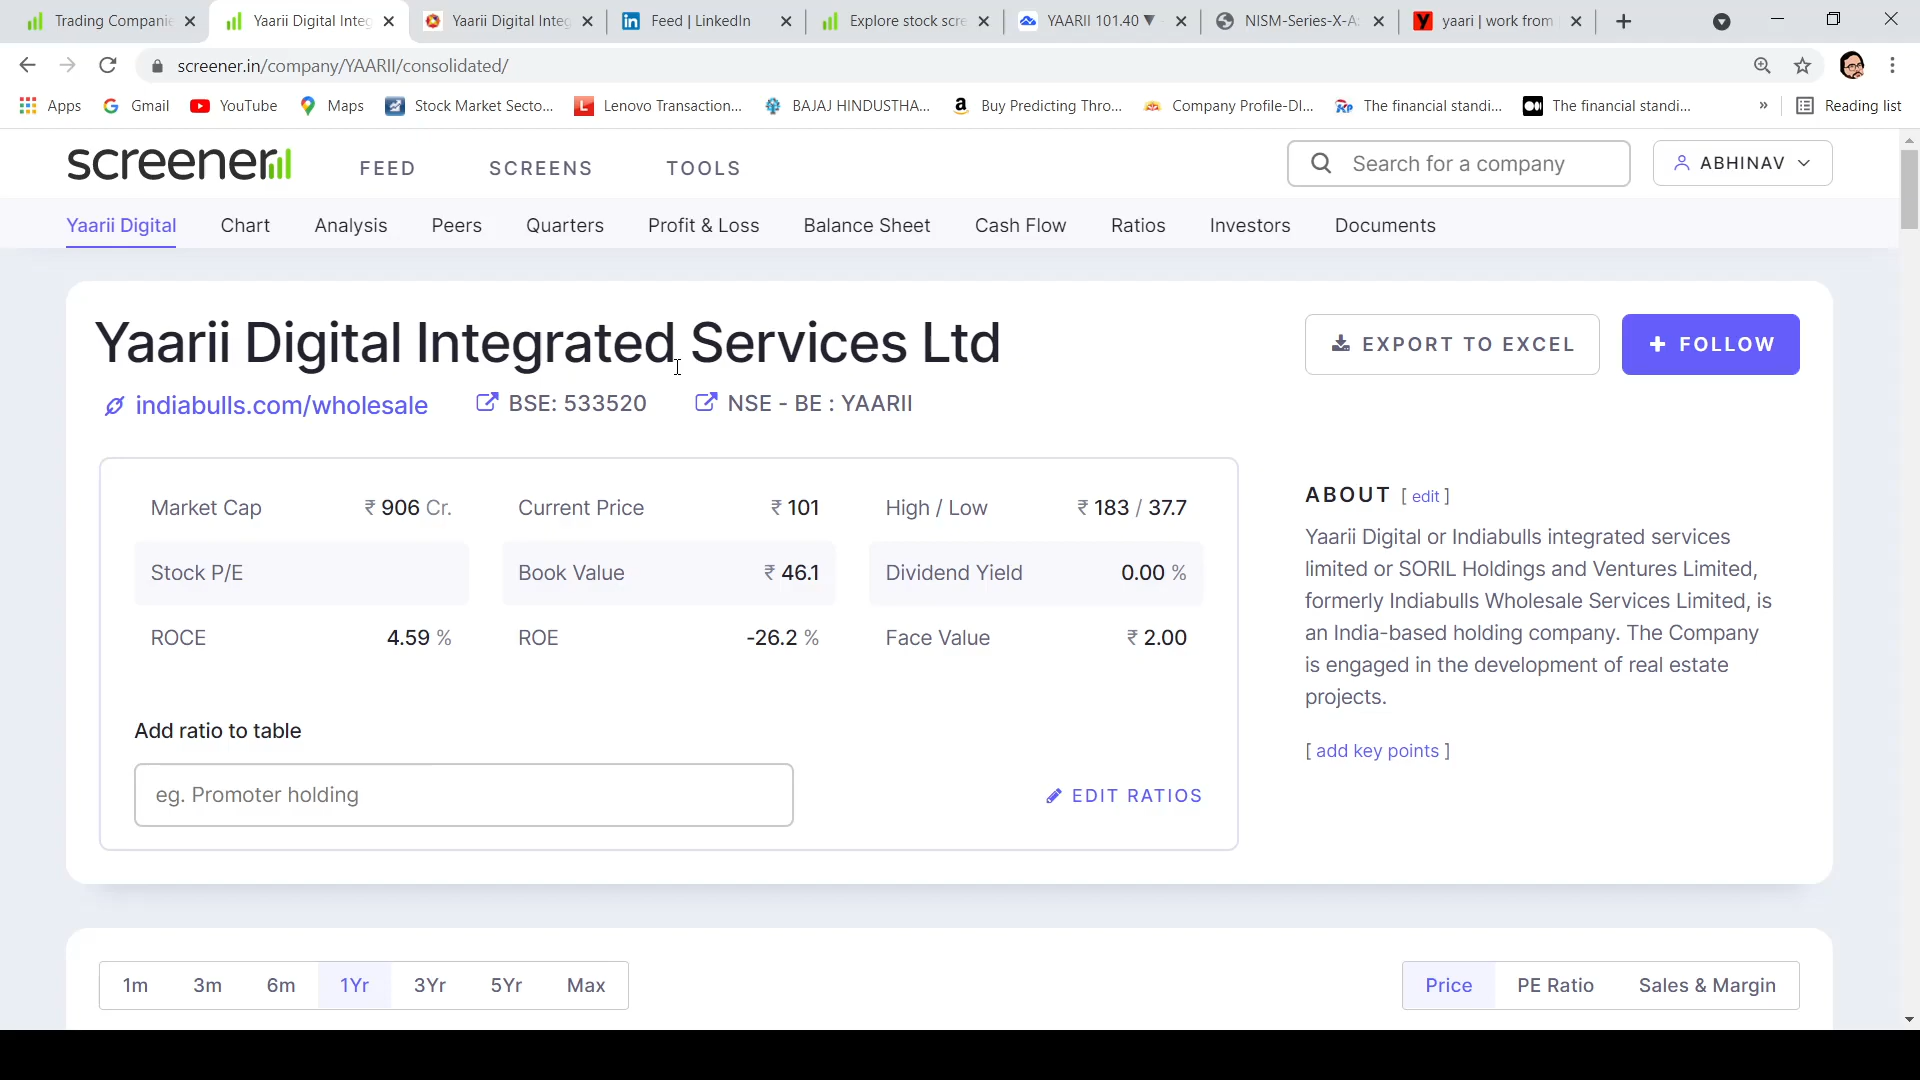 Trading Companie
Yaarii Digital Integ
Yaarii Digital Integ
Feed | LinkedIn
Explore stock scre
YAARII 101.40 ▼
NISM-Series-X-A:
yaari | work from
screener.in/company/YAARII/consolidated/
Apps
Gmail
YouTube
Maps
Stock Market Secto...
Lenovo Transaction...
BAJAJ HINDUSTHA...
Buy Predicting Thro...
Company Profile-DI...
The financial standi...
The financial standi...
»
Reading list
screener
FEED
SCREENS
TOOLS
Search for a company
ABHINAV
Yaarii Digital
Chart
Analysis
Peers
Quarters
Profit & Loss
Balance Sheet
Cash Flow
Ratios
Investors
Documents
Yaarii Digital Integrated Services Ltd
EXPORT TO EXCEL
+ FOLLOW
indiabulls.com/wholesale
BSE: 533520
NSE - BE : YAARII
Market Cap ₹ 906 Cr.
Current Price ₹ 101
High / Low ₹ 183 / 37.7
Stock P/E
Book Value ₹ 46.1
Dividend Yield 0.00 %
ROCE 4.59 %
ROE -26.2 %
Face Value ₹ 2.00
Add ratio to table
eg. Promoter holding
EDIT RATIOS
ABOUT [ edit ]
Yaarii Digital or Indiabulls integrated services
limited or SORIL Holdings and Ventures Limited,
formerly Indiabulls Wholesale Services Limited, is
an India-based holding company. The Company
is engaged in the development of real estate
projects.
[ add key points ]
1m
3m
6m
1Yr
3Yr
5Yr
Max
Price
PE Ratio
Sales & Margin